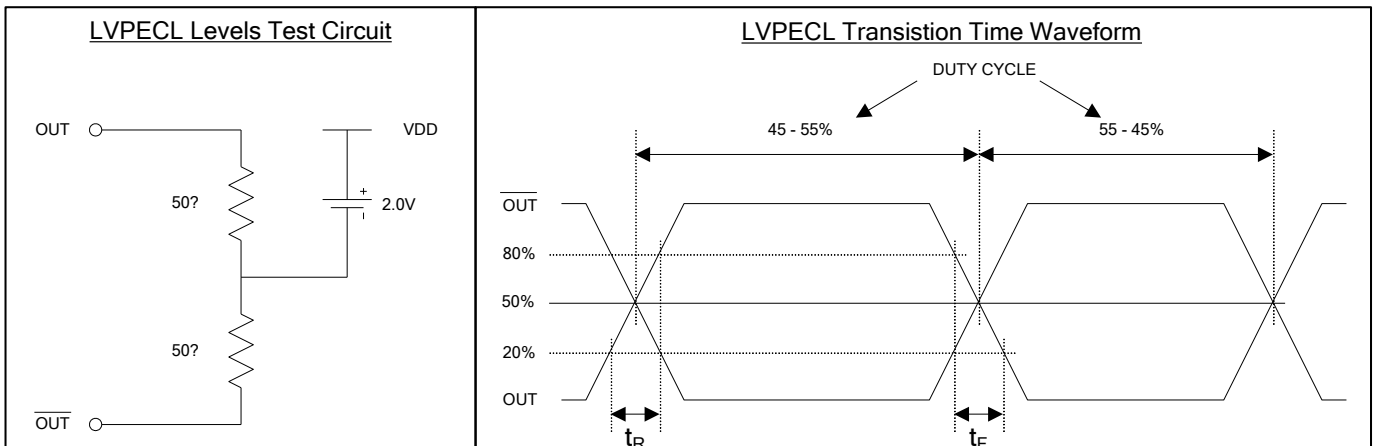 LVPECL Levels Test Circuit
OUT
VDD
50?
+
2.0V
-
50?
OUT
LVPECL Transistion Time Waveform
DUTY CYCLE
45 - 55%
55 - 45%
OUT
80%
50%
20%
OUT
tR
tF